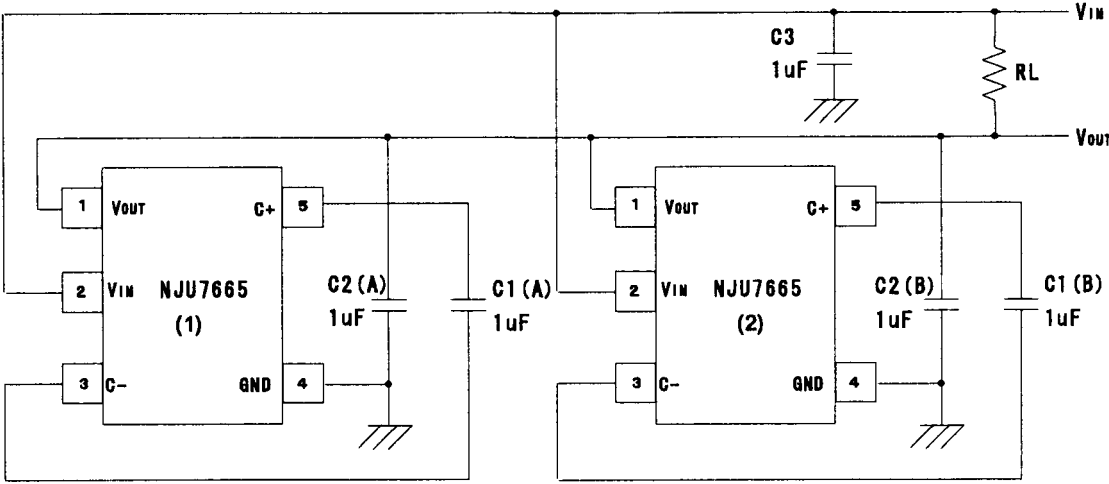 VIN
C3
1uF
RL
VOUT
1 VOUT C+ 5
2 VIN NJU7665
(1)
3 C- GND 4
C2(A)
1uF
C1(A)
1uF
1 VOUT C+ 5
2 VIN NJU7665
(2)
3 C- GND 4
C2(B)
1uF
C1(B)
1uF